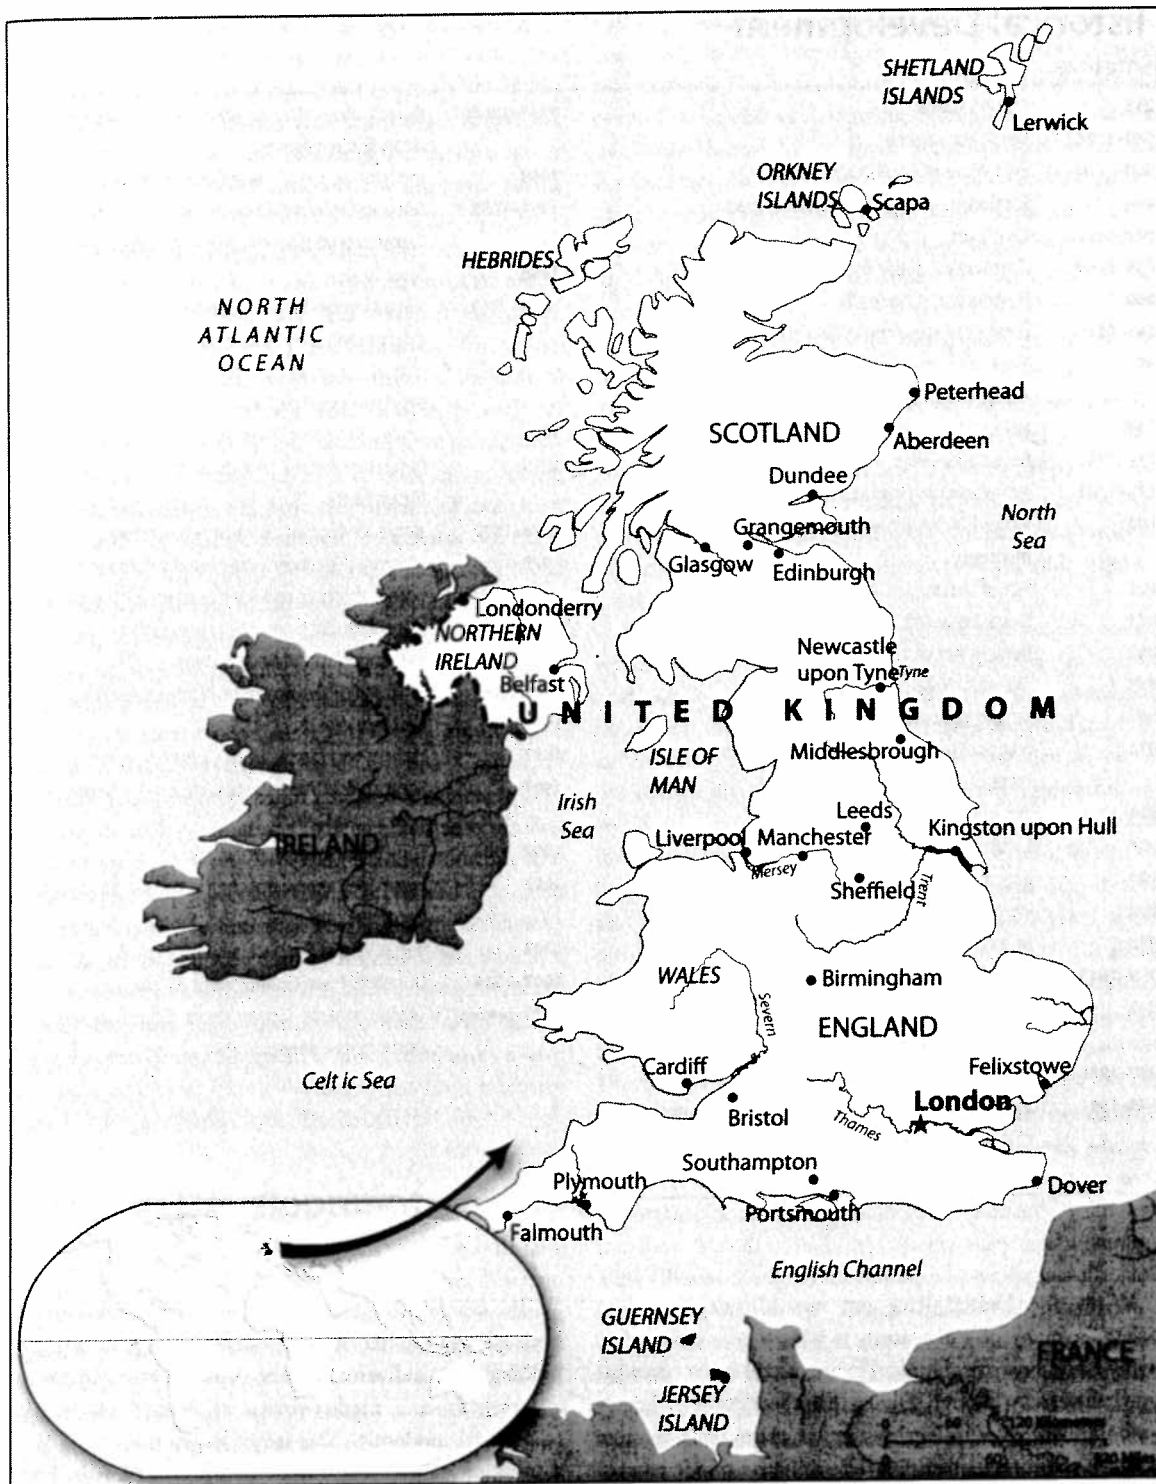 SHETLAND
ISLANDS
Lerwick
ORKNEY
ISLANDS
Scapa
HEBRIDES
NORTH
ATLANTIC
OCEAN
Peterhead
SCOTLAND
Aberdeen
Dundee
North
Sea
Grangemouth
Glasgow
Edinburgh
Londonderry
NORTHERN
IRELAND
Belfast
Newcastle
upon Tyne
Tyne
UNITED KINGDOM
ISLE OF
MAN
Middlesbrough
Irish
Sea
Leeds
Kingston upon Hull
Liverpool
Manchester
Mersey
Sheffield
Trent
IRELAND
WALES
Birmingham
Severn
ENGLAND
Cardiff
Felixstowe
Celt ic Sea
Bristol
London
Thames
Southampton
Plymouth
Dover
Portsmouth
Falmouth
English Channel
GUERNSEY
ISLAND
FRANCE
JERSEY
ISLAND